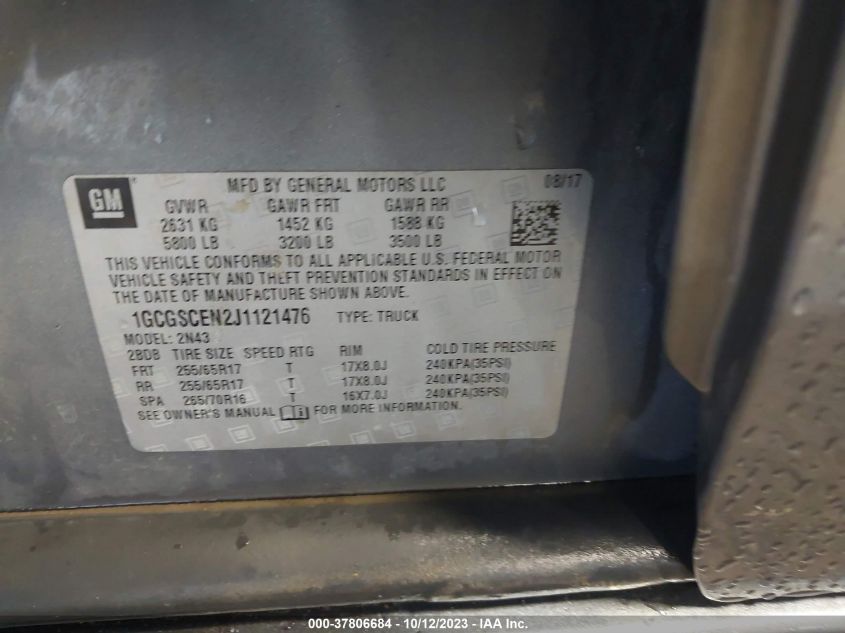 GM
MFD BY GENERAL MOTORS LLC 08/17
GVWR GAWR FRT GAWR RR
2631 KG 1452 KG 1588 KG
5800 LB 3200 LB 3500 LB
THIS VEHICLE CONFORMS TO ALL APPLICABLE U.S. FEDERAL MOTOR
VEHICLE SAFETY AND THEFT PREVENTION STANDARDS IN EFFECT ON
THE DATE OF MANUFACTURE SHOWN ABOVE.
1GCGSCEN2J1121476 TYPE: TRUCK
MODEL: 2N43
2BDB TIRE SIZE SPEED RTG RIM COLD TIRE PRESSURE
FRT 255/65R17 T 17X8.0J 240KPA(35PSI)
RR 255/65R17 T 17X8.0J 240KPA(35PSI)
SPA 265/70R16 T 16X7.0J 240KPA(35PSI)
SEE OWNER'S MANUAL i FOR MORE INFORMATION.
000-37806684 - 10/12/2023 - IAA Inc.